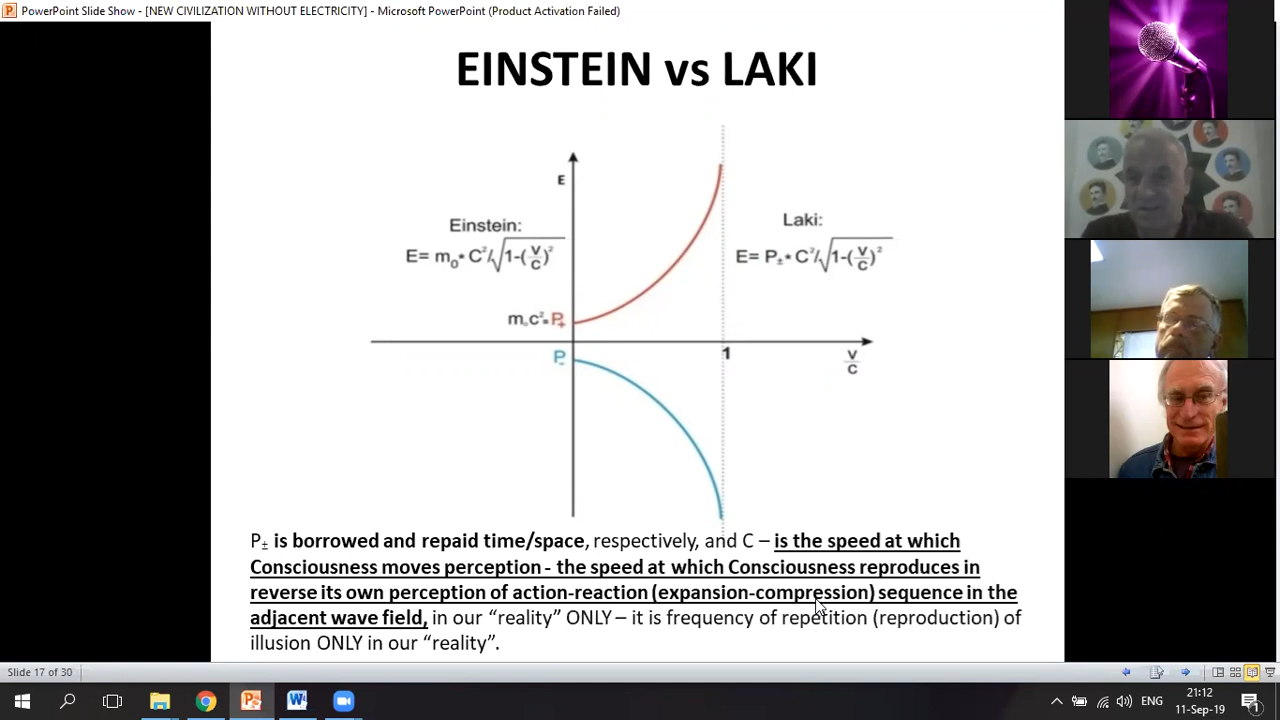 PowerPoint Slide Show - [NEW CIVILIZATION WITHOUT ELECTRICITY] - Microsoft PowerPoint (Product Activation Failed)
EINSTEIN vs LAKI
E
Einstein:
E= m₀• C²/√1-(v/c)²
Laki:
E= P±• C²/√1-(v/c)²
m₀c²= P+
P-
1
V/C
P± is borrowed and repaid time/space, respectively, and C – is the speed at which
Consciousness moves perception - the speed at which Consciousness reproduces in
reverse its own perception of action-reaction (expansion-compression) sequence in the
adjacent wave field, in our “reality” ONLY – it is frequency of repetition (reproduction) of
illusion ONLY in our “reality”.
Slide 17 of 30
ENG
21:12
11-Sep-19